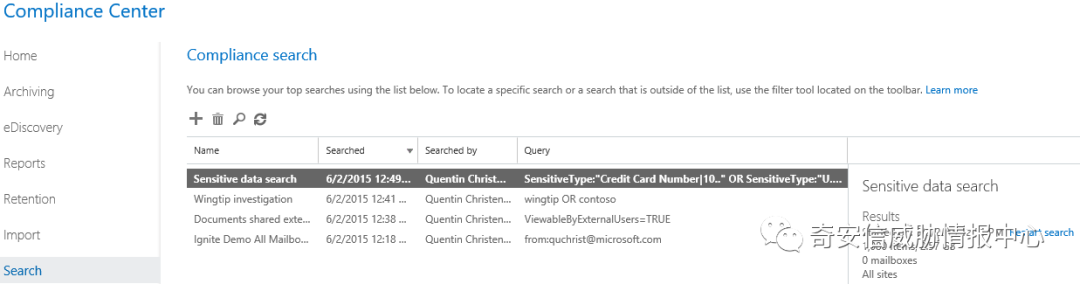 Compliance Center
Home
Archiving
eDiscovery
Reports
Retention
Import
Search
Compliance search
You can browse your top searches using the list below. To locate a specific search or a search that is outside of the list, use the filter tool located on the toolbar. Learn more
Name Searched Searched by Query
Sensitive data search 6/2/2015 12:49... Quentin Christ... SensitiveType:"Credit Card Number|10.." OR SensitiveType:"U....
Wingtip investigation 6/2/2015 12:41 ... Quentin Christen... wingtip OR contoso
Documents shared exte... 6/2/2015 12:38 ... Quentin Christen... ViewableByExternalUsers=TRUE
Ignite Demo All Mailbo... 6/2/2015 12:18 ... Quentin Christen... from:quchrist@microsoft.com
Sensitive data search
Results
search
items,
0 mailboxes
All sites
奇安信威胁情报中心